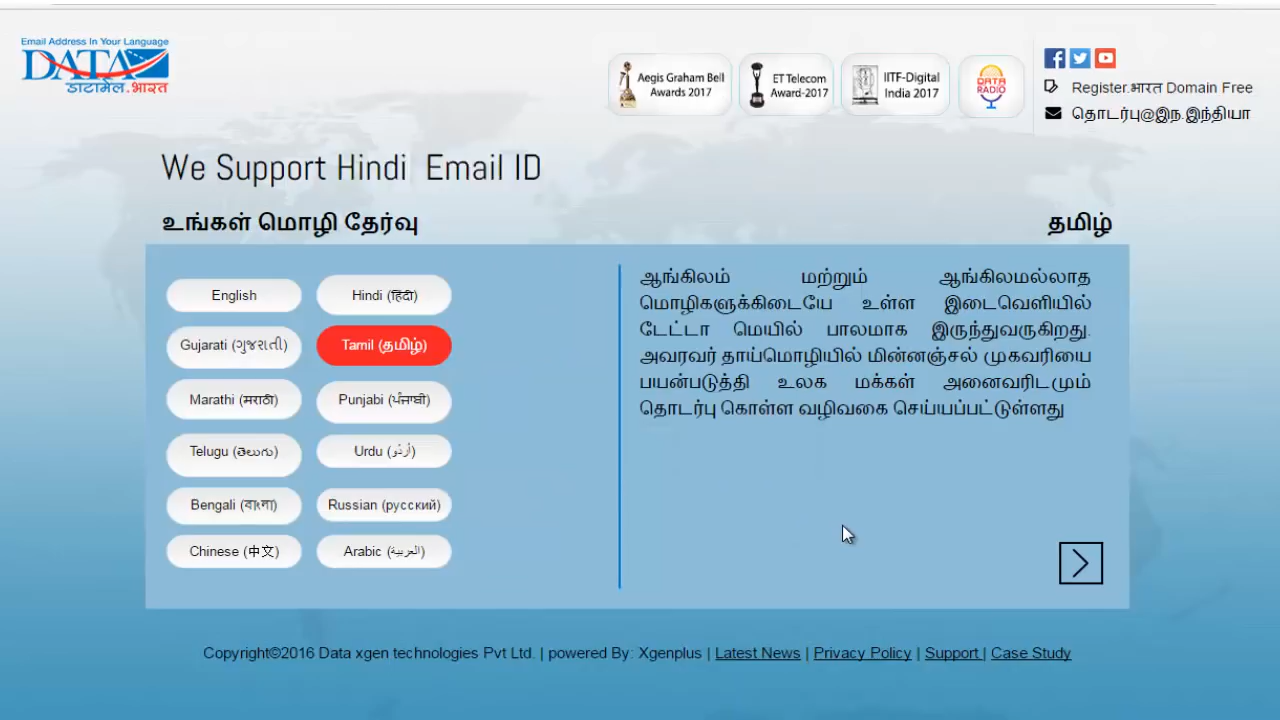 Email Address In Your Language
DATA
डाटामेल.भारत
Aegis Graham Bell
Awards 2017
ET Telecom
Award-2017
IITF-Digital
India 2017
DATA
RADIO
Register.भारत Domain Free
தொடர்பு@இந.இந்தியா
We Support Hindi Email ID
உங்கள் மொழி தேர்வு
தமிழ்
English
Hindi (हिंदी)
Gujarati (ગુજરાતી)
Tamil (தமிழ்)
Marathi (मराठी)
Punjabi (ਪੰਜਾਬੀ)
Telugu (తెలుగు)
Urdu (اُردُو)
Bengali (বাংলা)
Russian (русский)
Chinese (中文)
Arabic (العربية)
ஆங்கிலம் மற்றும் ஆங்கிலமல்லாத
மொழிகளுக்கிடையே உள்ள இடைவெளியில்
டேட்டா மெயில் பாலமாக இருந்துவருகிறது.
அவரவர் தாய்மொழியில் மின்னஞ்சல் முகவரியை
பயன்படுத்தி உலக மக்கள் அனைவரிடமும்
தொடர்பு கொள்ள வழிவகை செய்யப்பட்டுள்ளது
Copyright©2016 Data xgen technologies Pvt Ltd. | powered By: Xgenplus | Latest News | Privacy Policy | Support | Case Study